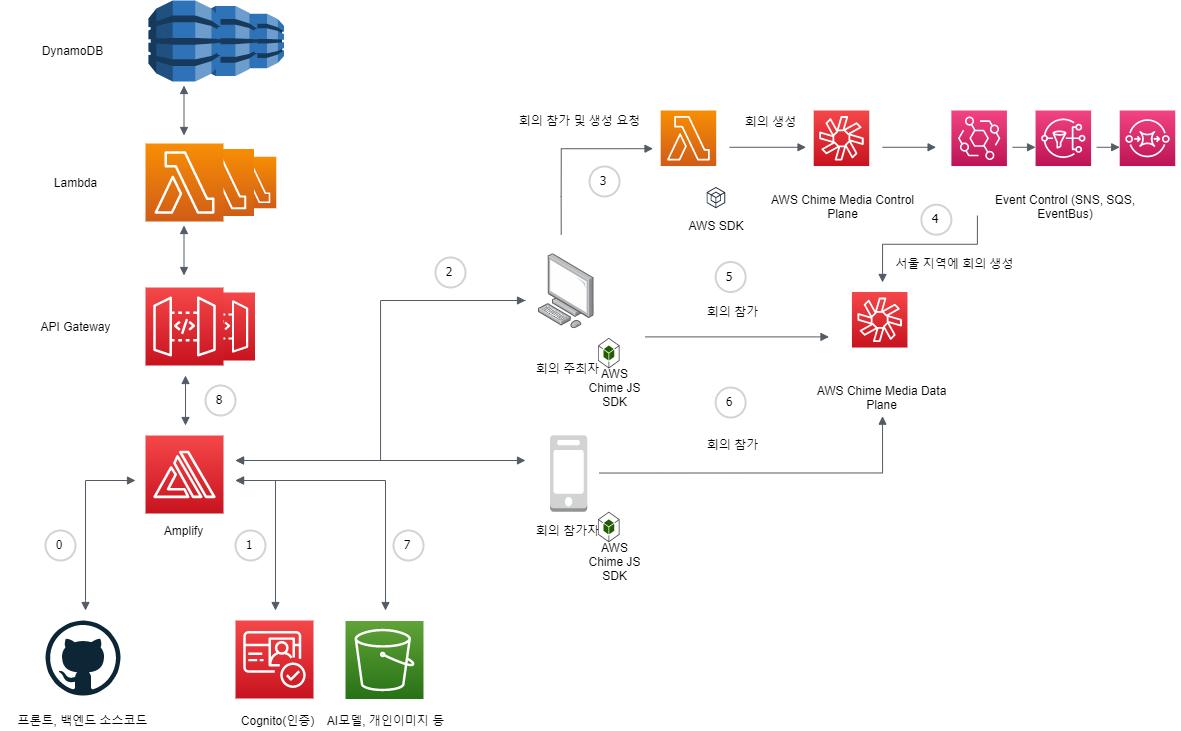 DynamoDB
Lambda
API Gateway
8
Amplify
0
1
7
프론트, 백엔드 소스코드
Cognito(인증)
AI모델, 개인이미지 등
2
회의 참가 및 생성 요청
3
회의 생성
AWS SDK
AWS Chime Media Control
Plane
Event Control (SNS, SQS,
EventBus)
4
서울 지역에 회의 생성
5
회의 참가
회의 주최자
AWS
Chime JS
SDK
AWS Chime Media Data
Plane
6
회의 참가
회의 참가자
AWS
Chime JS
SDK